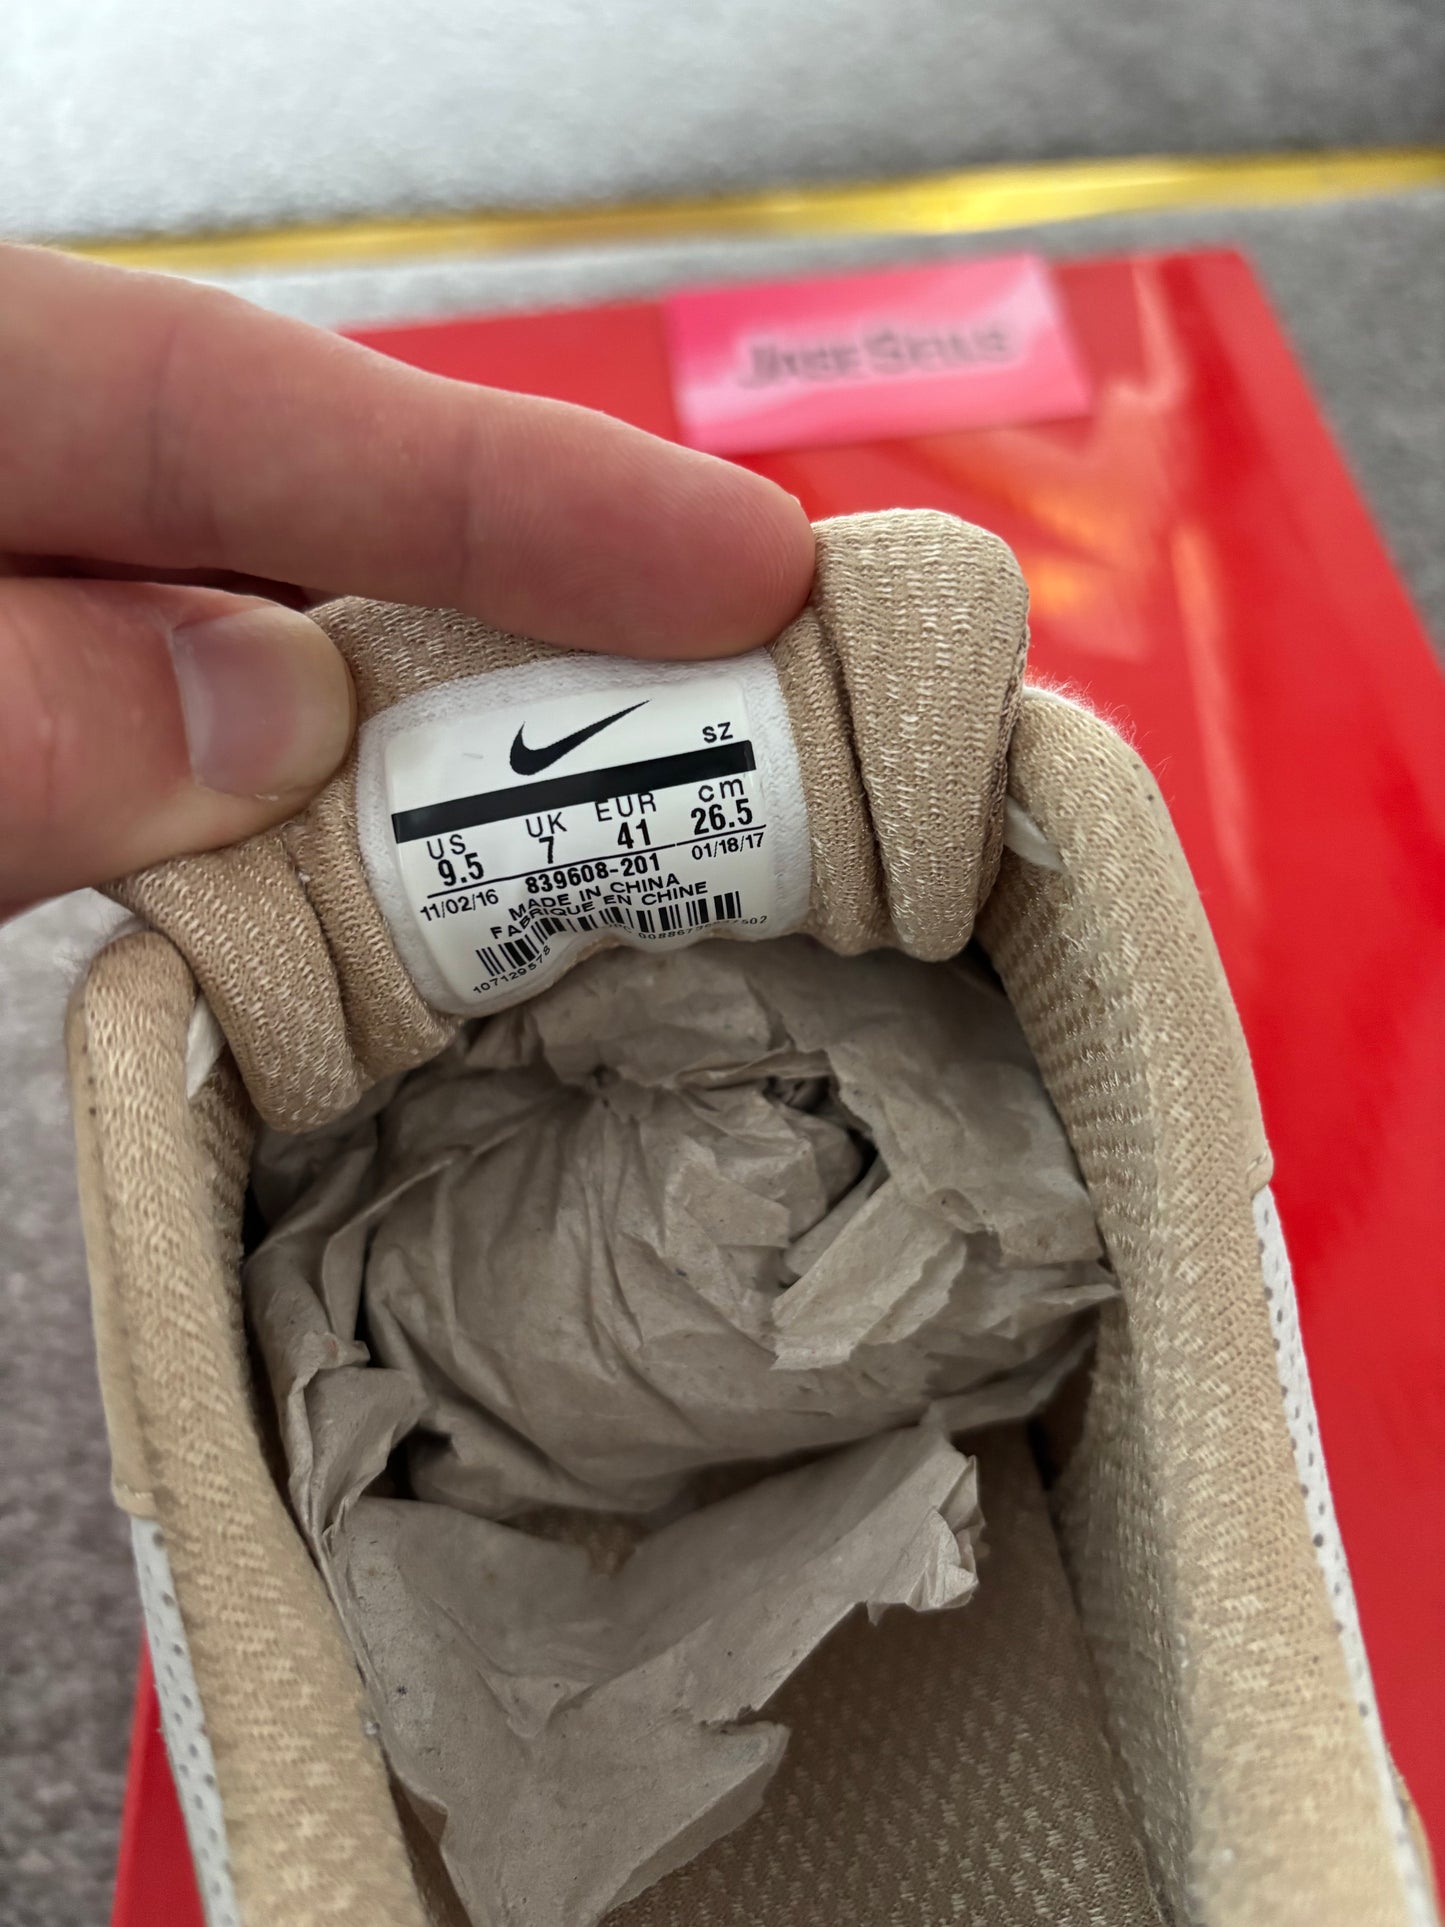 SZ
US UK EUR cm
9.5 7 41 26.5
11/02/16 839608-201 01/18/17
MADE IN CHINA
FABRIQUE EN CHINE